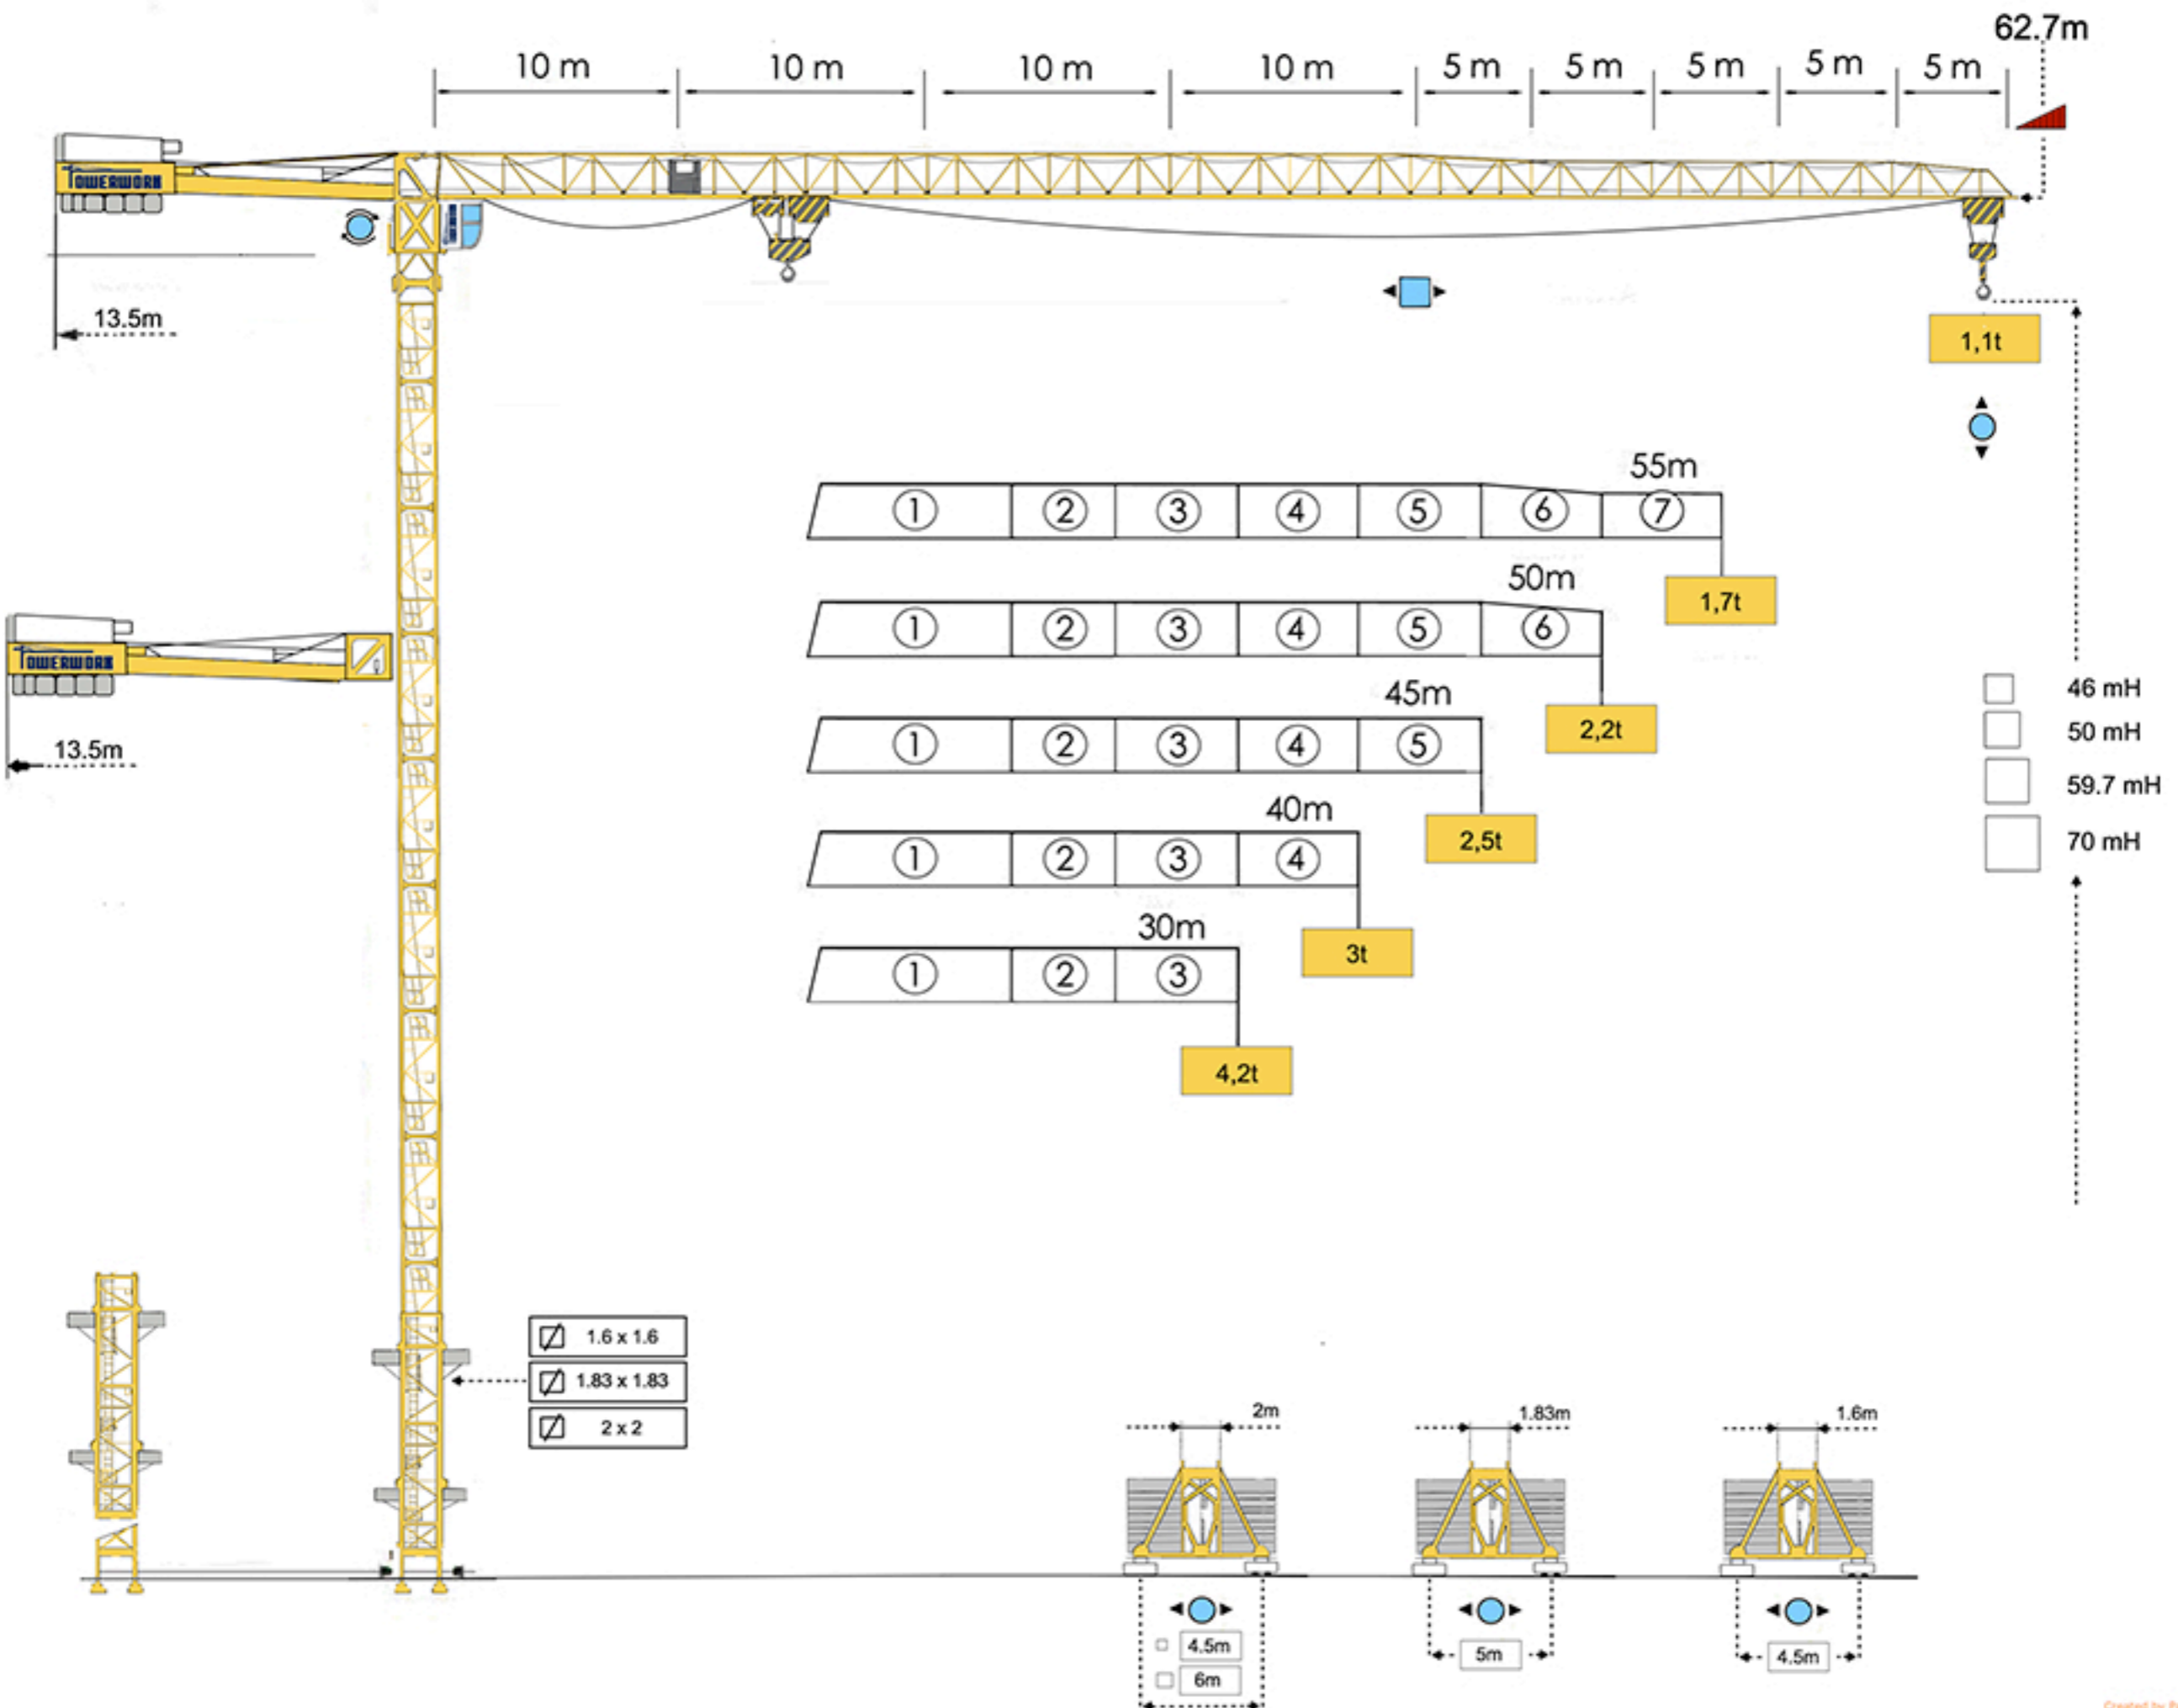 62.7m
10 m 10 m 10 m 10 m 5 m 5 m 5 m 5 m 5 m
TOWERWORK
13.5m
1,1t
55m
1 2 3 4 5 6 7
1,7t
50m
1 2 3 4 5 6
2,2t
TOWERWORK
13.5m
45m
1 2 3 4 5
2,5t
40m
1 2 3 4
3t
30m
1 2 3
4,2t
46 mH
50 mH
59.7 mH
70 mH
1.6 x 1.6
1.83 x 1.83
2 x 2
2m
1.83m
1.6m
4.5m
6m
5m
4.5m
Created by